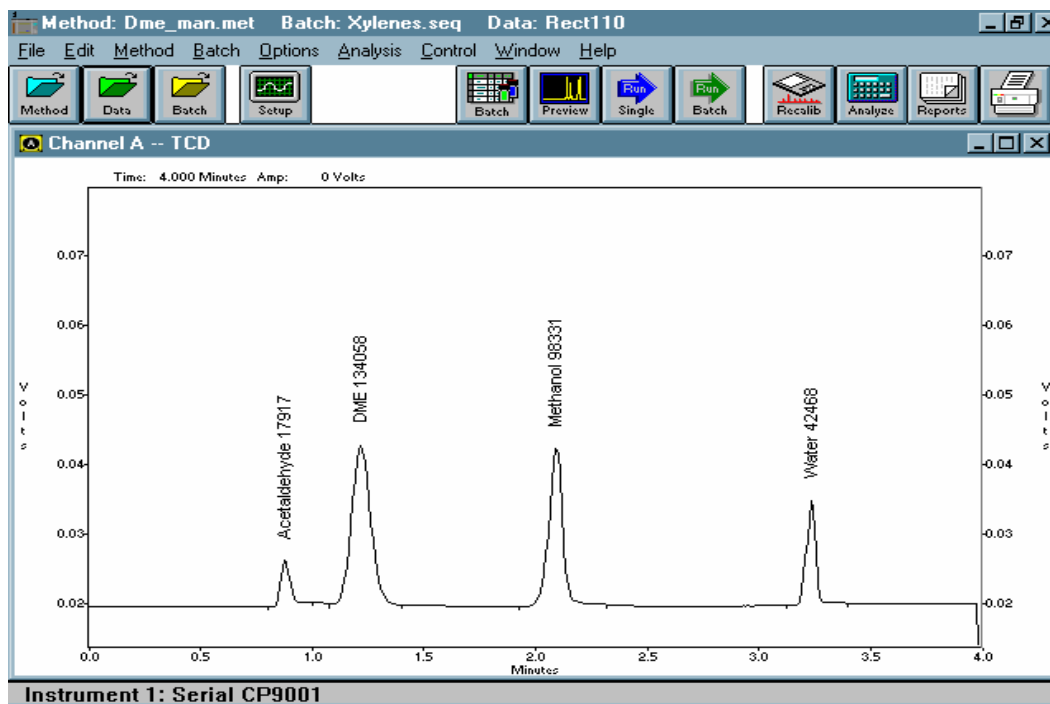 Method: Dme_man.met Batch: Xylenes.seq Data: Rect110
File Edit Method Batch Options Analysis Control Window Help
Method Data Batch Setup Batch Preview Run Single Run Batch Recalib Analyze Reports
Channel A -- TCD
Time: 4.000 Minutes Amp: 0 Volts
0.07 0.07
0.06 0.06
0.05 0.05
0.04 0.04
0.03 0.03
0.02 0.02
Volts
Volts
Acetaldehyde 17917
DME 134058
Methanol 98331
Water 42468
0.0 0.5 1.0 1.5 2.0 2.5 3.0 3.5 4.0
Minutes
Instrument 1: Serial CP9001